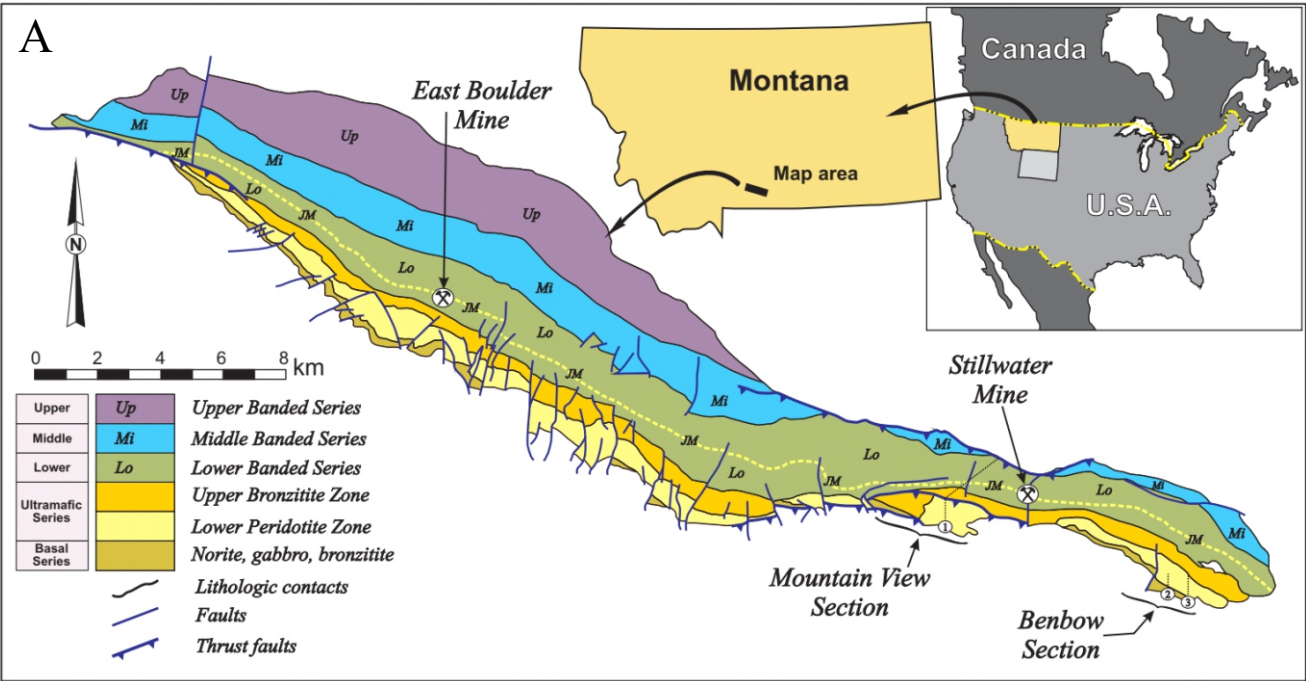 A
Canada
U.S.A.
Montana
Map area
East Boulder
Mine
Up
Up
Up
Mi
Mi
Mi
Mi
Mi
Mi
Mi
Mi
JM
Lo
JM
Lo
JM
Lo
JM
JM
Lo
Lo
JM
JM
Lo
JM
N
0 2 4 6 8 km
Stillwater
Mine
1
2
3
Mountain View
Section
Benbow
Section
Upper Up Upper Banded Series
Middle Mi Middle Banded Series
Lower Lo Lower Banded Series
Ultramafic
Series
Upper Bronzitite Zone
Lower Peridotite Zone
Basal
Series
Norite, gabbro, bronzitite
Lithologic contacts
Faults
Thrust faults